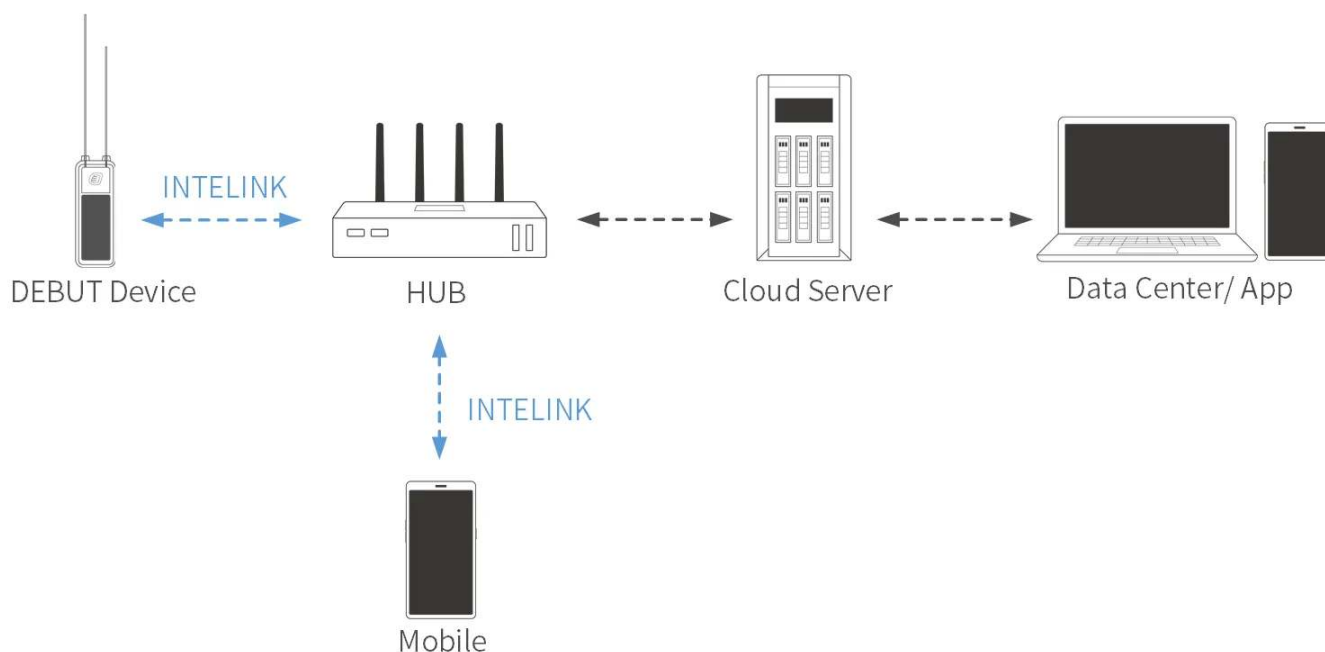 INTELINK
DEBUT Device
HUB
Cloud Server
Data Center/ App
INTELINK
Mobile